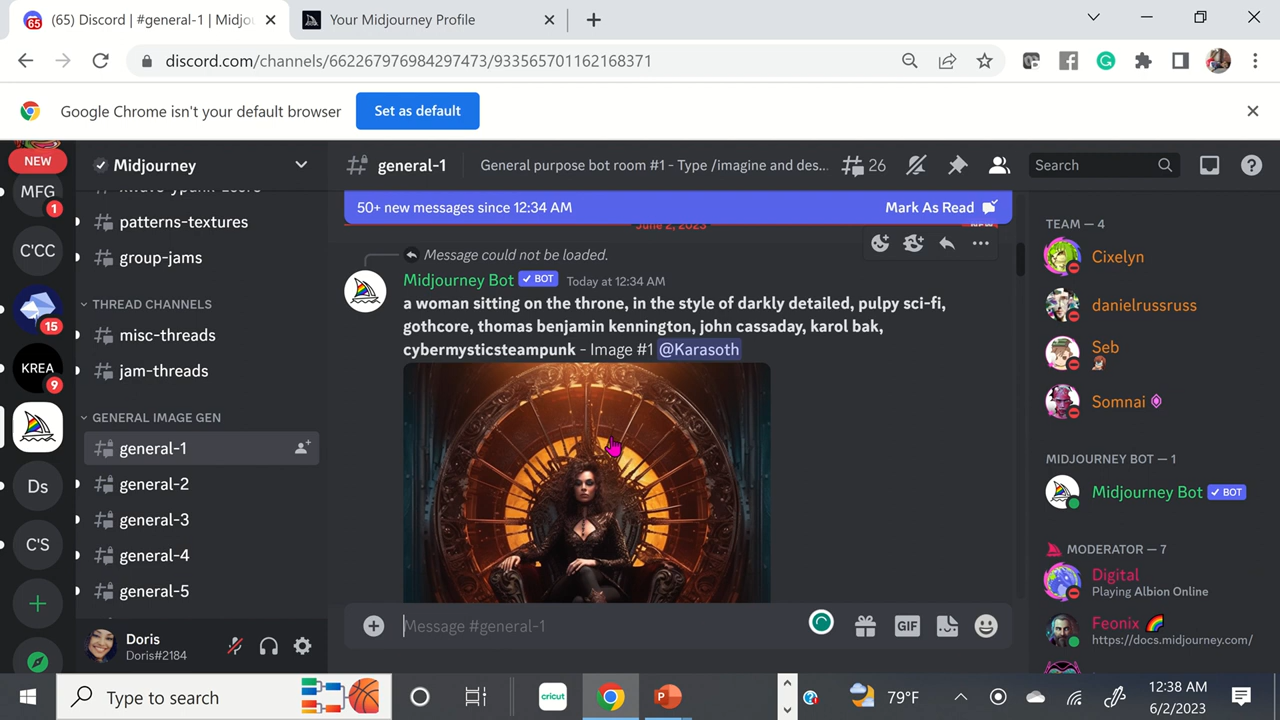 (65) Discord | #general-1 | Midjou
Your Midjourney Profile
discord.com/channels/662267976984297473/933565701162168371
Google Chrome isn't your default browser
Set as default
NEW
MFG
1
C'CC
15
KREA
9
Ds
C'S
Midjourney
patterns-textures
group-jams
THREAD CHANNELS
misc-threads
jam-threads
GENERAL IMAGE GEN
general-1
general-2
general-3
general-4
general-5
Doris
Doris#2184
general-1
General purpose bot room #1 - Type /imagine and des...
26
Search
50+ new messages since 12:34 AM
Mark As Read
June 2, 2023
Message could not be loaded.
Midjourney Bot BOT Today at 12:34 AM
a woman sitting on the throne, in the style of darkly detailed, pulpy sci-fi,
gothcore, thomas benjamin kennington, john cassaday, karol bak,
cybermysticsteampunk - Image #1 @Karasoth
Message #general-1
GIF
TEAM — 4
Cixelyn
danielrussruss
Seb
Somnai
MIDJOURNEY BOT — 1
Midjourney Bot BOT
MODERATOR — 7
Digital
Playing Albion Online
Feonix
https://docs.midjourney.com/
Type to search
cricut
79°F
12:38 AM
6/2/2023